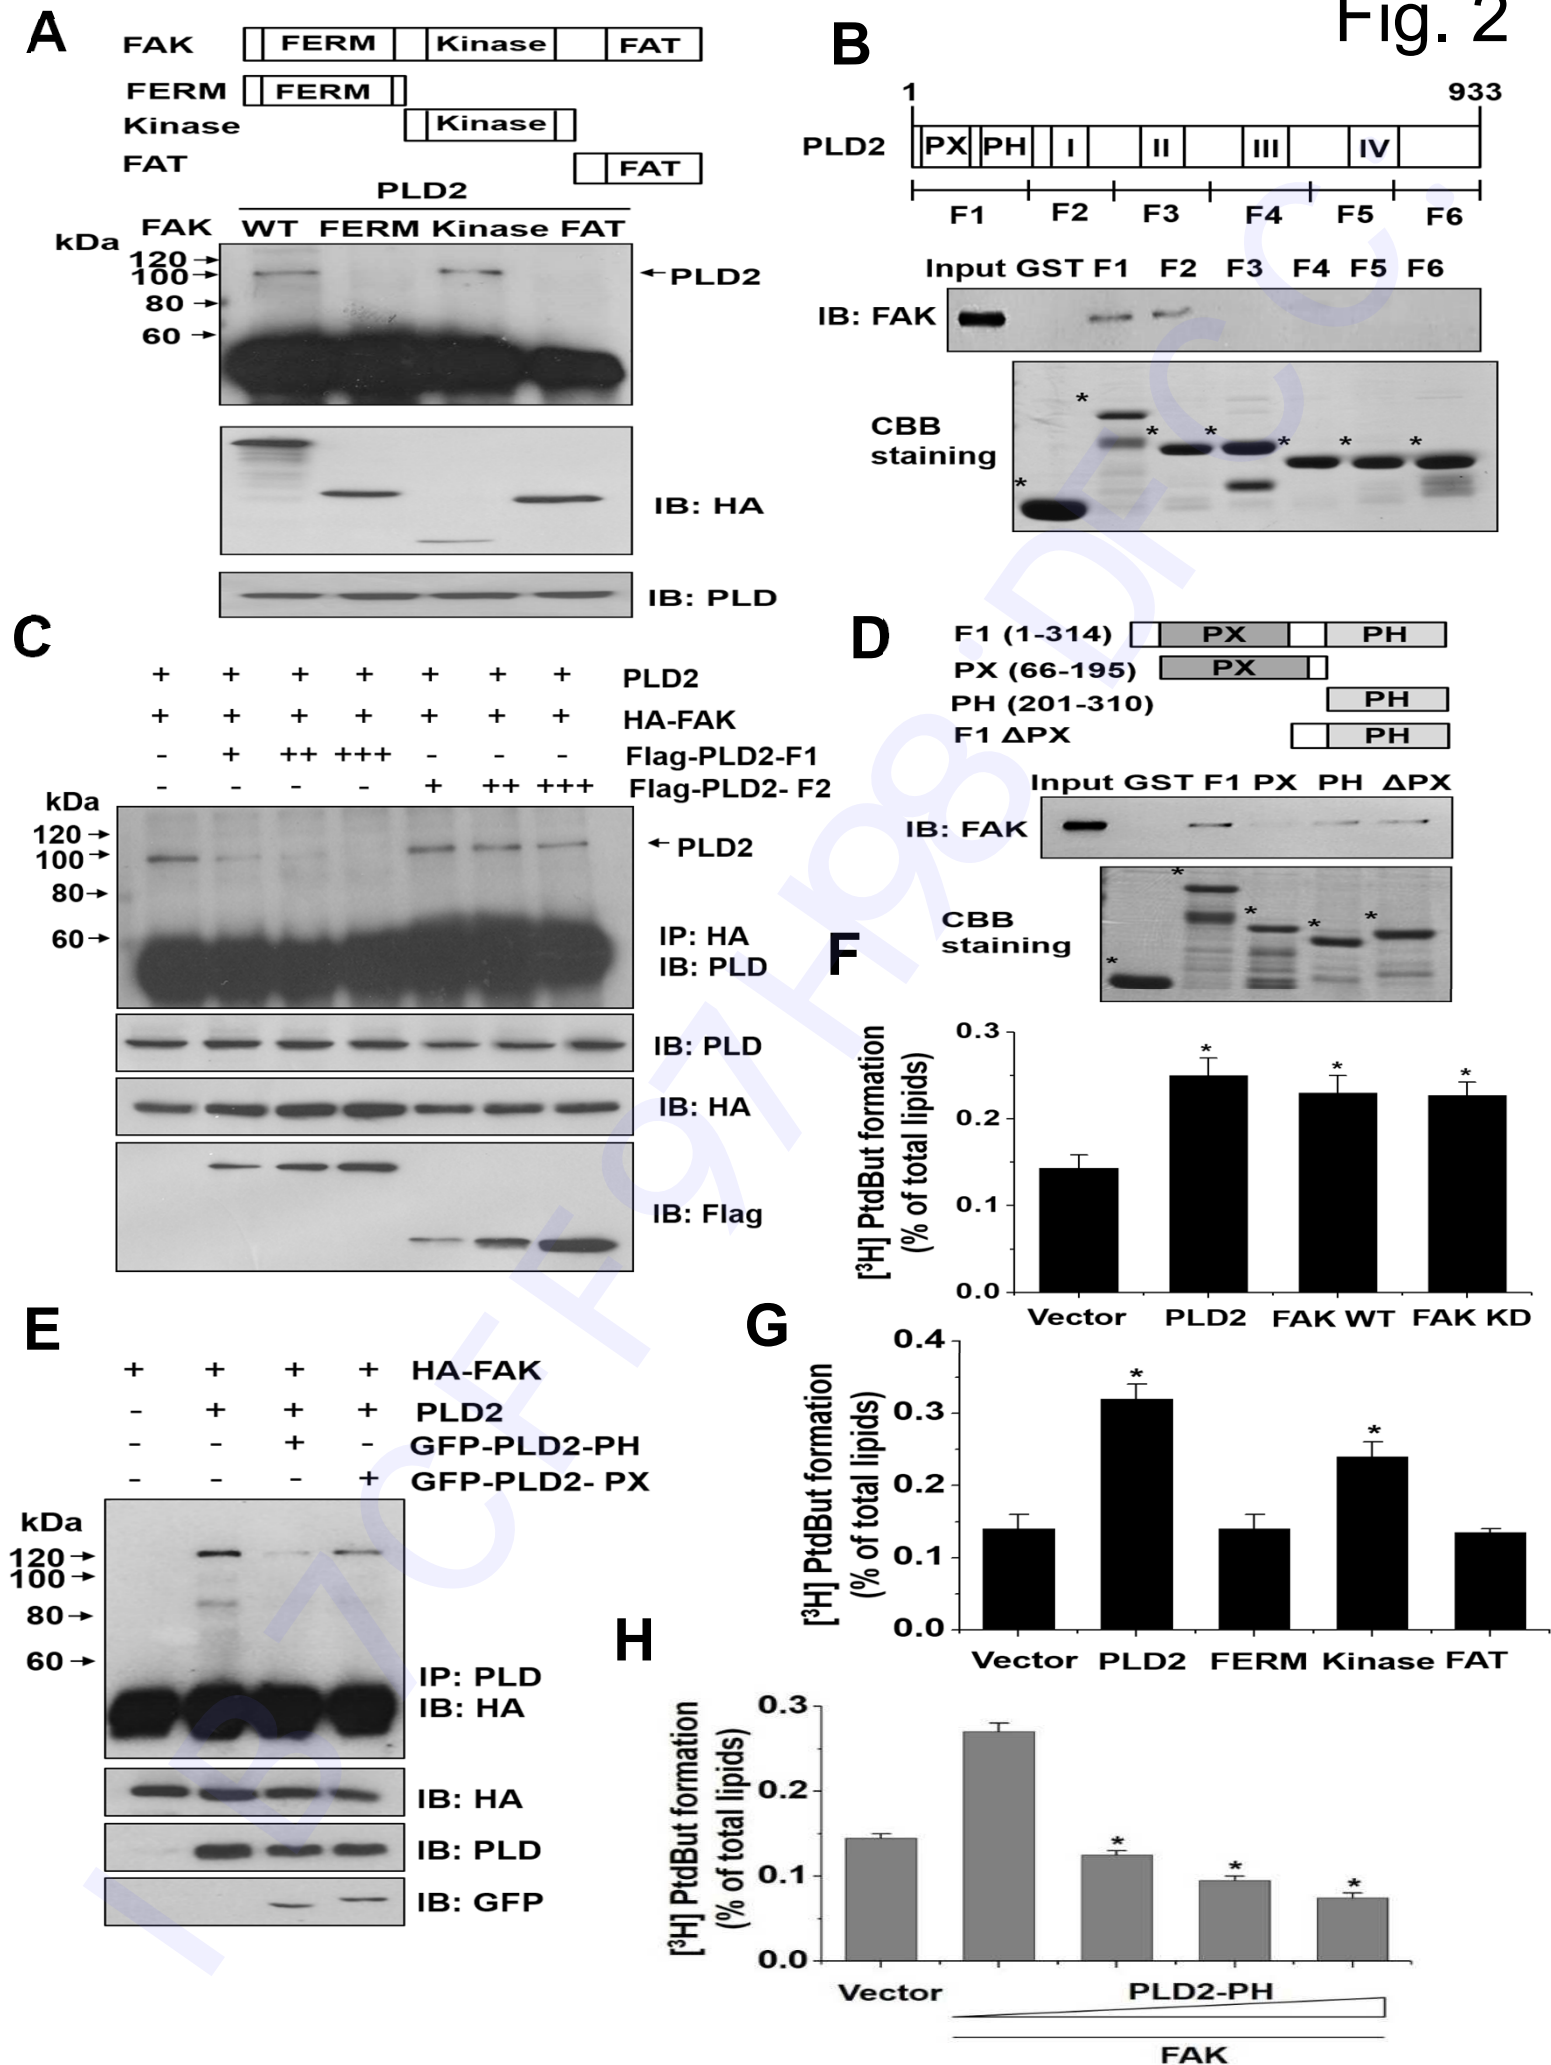 Fig. 2
A
FAK FERM Kinase FAT
FERM FERM
Kinase Kinase
FAT FAT
PLD2
FAK WT FERM Kinase FAT
kDa
120
100
80
60
PLD2
IB: HA
IB: PLD
B
1 933
PLD2 PX PH I II III IV
F1 F2 F3 F4 F5 F6
Input GST F1 F2 F3 F4 F5 F6
IB: FAK
CBB
staining
* * * * * * *
C
+ + + + + + + PLD2
+ + + + + + + HA-FAK
- + ++ +++ - - - Flag-PLD2-F1
- - - - + ++ +++ Flag-PLD2- F2
kDa
120
100
80
60
PLD2
IP: HA
IB: PLD
IB: PLD
IB: HA
IB: Flag
D
F1 (1-314) PX PH
PX (66-195) PX
PH (201-310) PH
F1 ΔPX PH
Input GST F1 PX PH ΔPX
IB: FAK
CBB
staining
* * * * *
E
+ + + + HA-FAK
- + + + PLD2
- - + - GFP-PLD2-PH
- - - + GFP-PLD2- PX
kDa
120
100
80
60
IP: PLD
IB: HA
IB: HA
IB: PLD
IB: GFP
F
[³H] PtdBut formation
(% of total lipids)
0.3
0.2
0.1
0.0
* * *
Vector PLD2 FAK WT FAK KD
G
[³H] PtdBut formation
(% of total lipids)
0.4
0.3
0.2
0.1
0.0
* *
Vector PLD2 FERM Kinase FAT
H
[³H] PtdBut formation
(% of total lipids)
0.3
0.2
0.1
0.0
* * *
Vector PLD2-PH
FAK